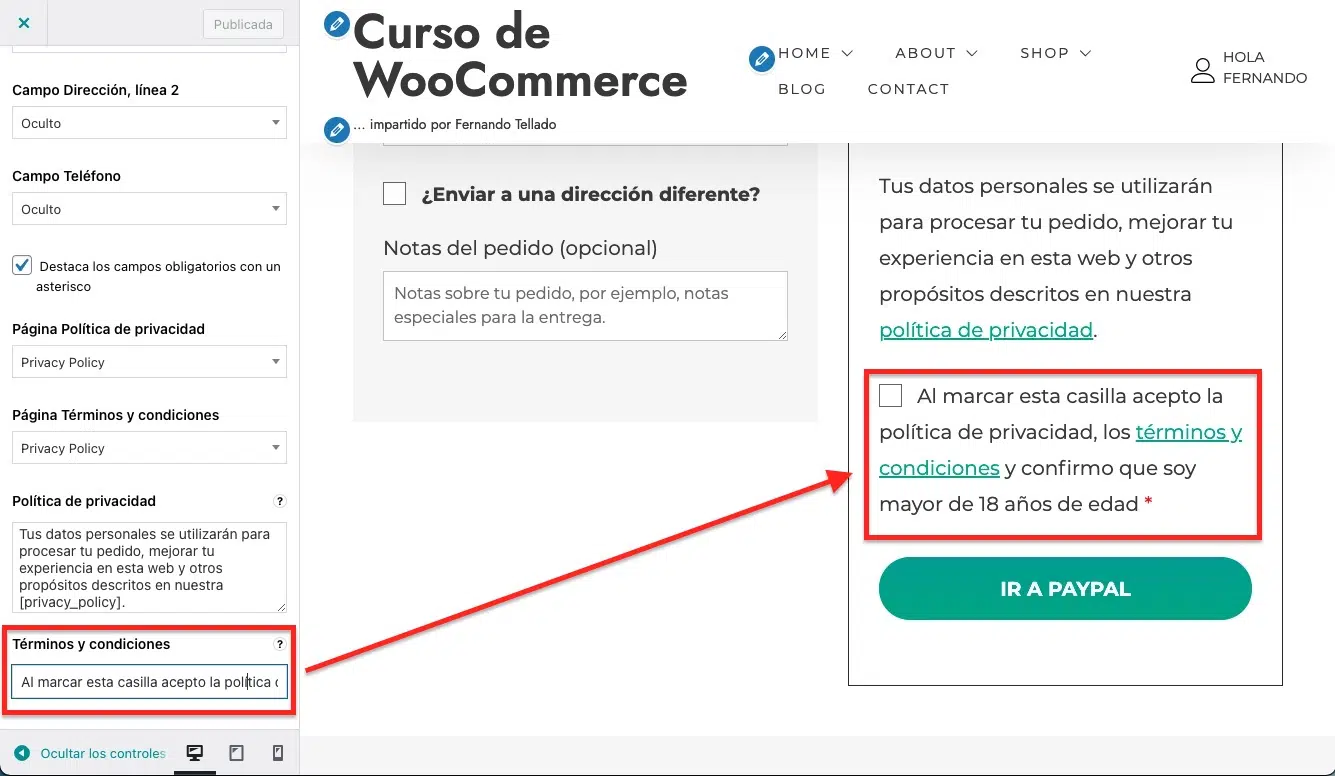 Publicada
Campo Dirección, línea 2
Oculto
Campo Teléfono
Oculto
Destaca los campos obligatorios con un
asterisco
Página Política de privacidad
Privacy Policy
Página Términos y condiciones
Privacy Policy
Política de privacidad
?
Tus datos personales se utilizarán para
procesar tu pedido, mejorar tu
experiencia en esta web y otros
propósitos descritos en nuestra
[privacy_policy].
Términos y condiciones
?
Al marcar esta casilla acepto la política
Ocultar los controles
Curso de
WooCommerce
... impartido por Fernando Tellado
HOME
ABOUT
SHOP
BLOG
CONTACT
HOLA
FERNANDO
¿Enviar a una dirección diferente?
Notas del pedido (opcional)
Notas sobre tu pedido, por ejemplo, notas
especiales para la entrega.
Tus datos personales se utilizarán
para procesar tu pedido, mejorar tu
experiencia en esta web y otros
propósitos descritos en nuestra
política de privacidad.
Al marcar esta casilla acepto la
política de privacidad, los términos y
condiciones y confirmo que soy
mayor de 18 años de edad *
IR A PAYPAL